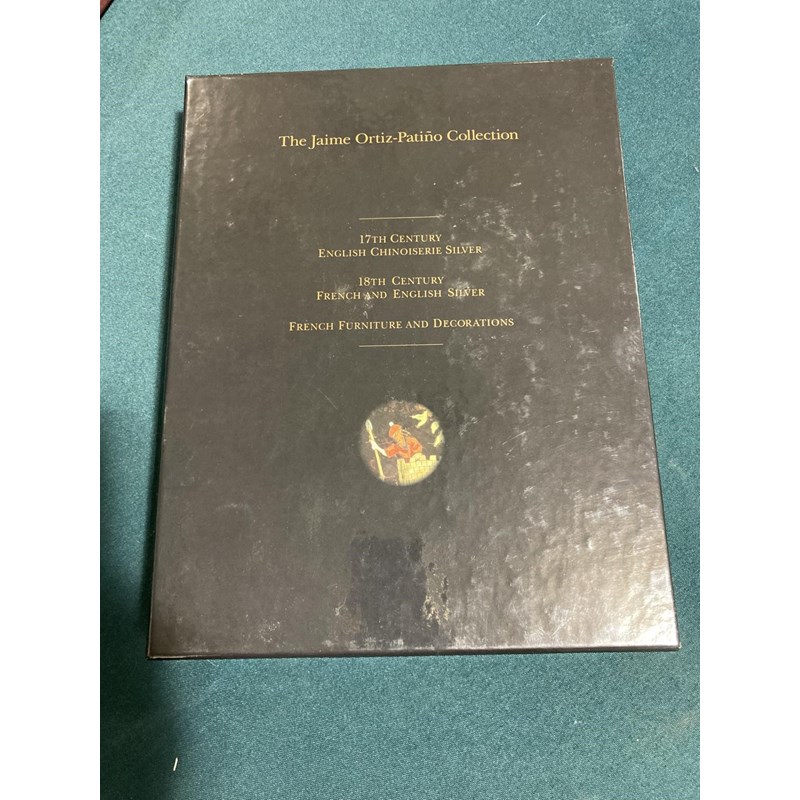 The Jaime Ortiz-Patiño Collection
17TH CENTURY
ENGLISH CHINOISERIE SILVER
18TH CENTURY
FRENCH AND ENGLISH SILVER
FRENCH FURNITURE AND DECORATIONS